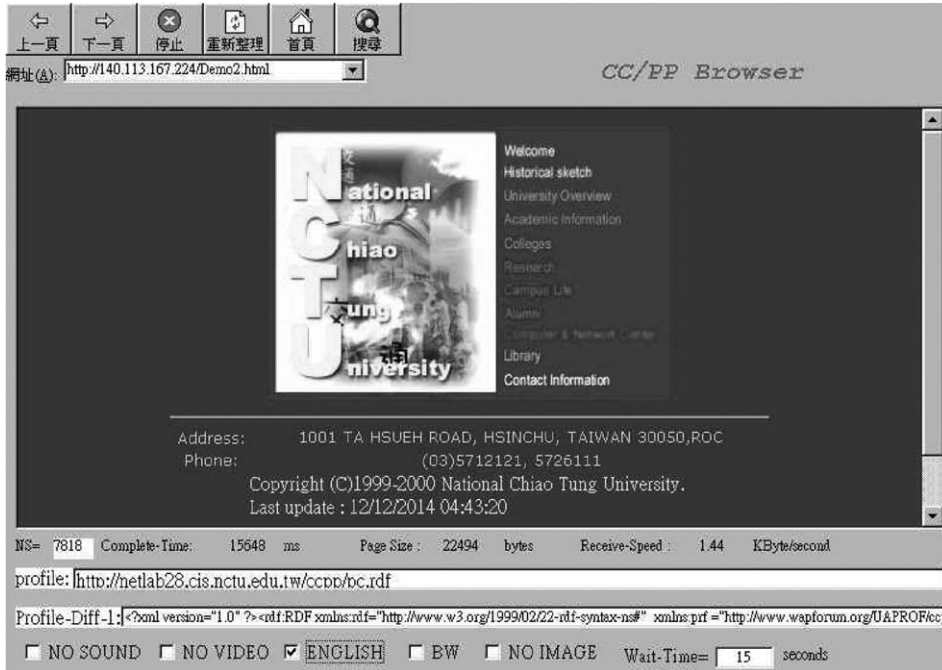 上一頁 下一頁 停止 重新整理 首頁 搜尋
網址(A): http://140.113.167.224/Demo2.html
CC/PP Browser
National
Chiao
Tung
University
交通
通
交
通
Welcome
Historical sketch
University Overview
Academic Information
Colleges
Research
Campus Life
Alumni
Computer & Network Center
Library
Contact Information
Address: 1001 TA HSUEH ROAD, HSINCHU, TAIWAN 30050,ROC
Phone: (03)5712121, 5726111
Copyright (C)1999-2000 National Chiao Tung University.
Last update : 12/12/2014 04:43:20
NS= 7818 Complete-Time: 15648 ms Page Size : 22494 bytes Receive-Speed : 1.44 KByte/second
profile: http://netlab28.cis.nctu.edu.tw/ccpp/pc.rdf
Profile-Diff-1: <?xml version="1.0" ?><rdf:RDF xmlns:rdf="http://www.w3.org/1999/02/22-rdf-syntax-ns#" xmlns:prf ="http://www.wapforum.org/UAPROF/cc
NO SOUND NO VIDEO ENGLISH BW NO IMAGE Wait-Time= 15 seconds